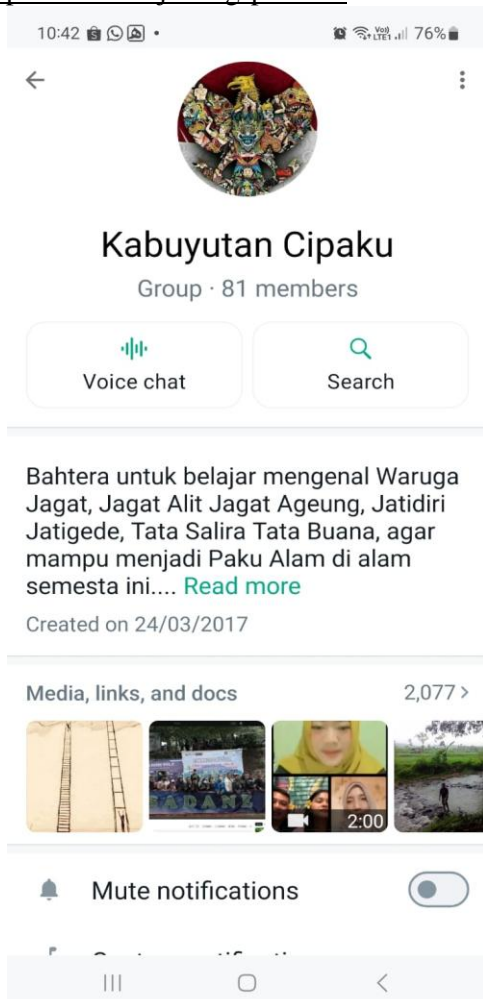 10:42
76%
Kabuyutan Cipaku
Group · 81 members
Voice chat
Search
Bahtera untuk belajar mengenal Waruga
Jagat, Jagat Alit Jagat Ageung, Jatidiri
Jatigede, Tata Salira Tata Buana, agar
mampu menjadi Paku Alam di alam
semesta ini.... Read more
Created on 24/03/2017
Media, links, and docs
2,077 >
2:00
Mute notifications